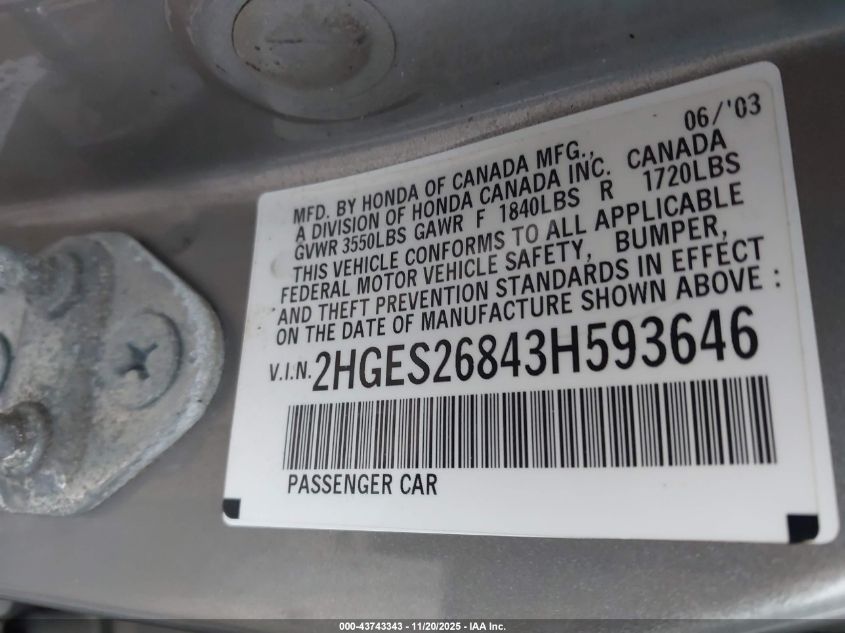 06/'03
MFD. BY HONDA OF CANADA MFG.,
A DIVISION OF HONDA CANADA INC. CANADA
GVWR 3550LBS GAWR F 1840LBS R 1720LBS
THIS VEHICLE CONFORMS TO ALL APPLICABLE
FEDERAL MOTOR VEHICLE SAFETY, BUMPER,
AND THEFT PREVENTION STANDARDS IN EFFECT
ON THE DATE OF MANUFACTURE SHOWN ABOVE :
V.I.N. 2HGES26843H593646
PASSENGER CAR
000-43743343 - 11/20/2025 - IAA Inc.